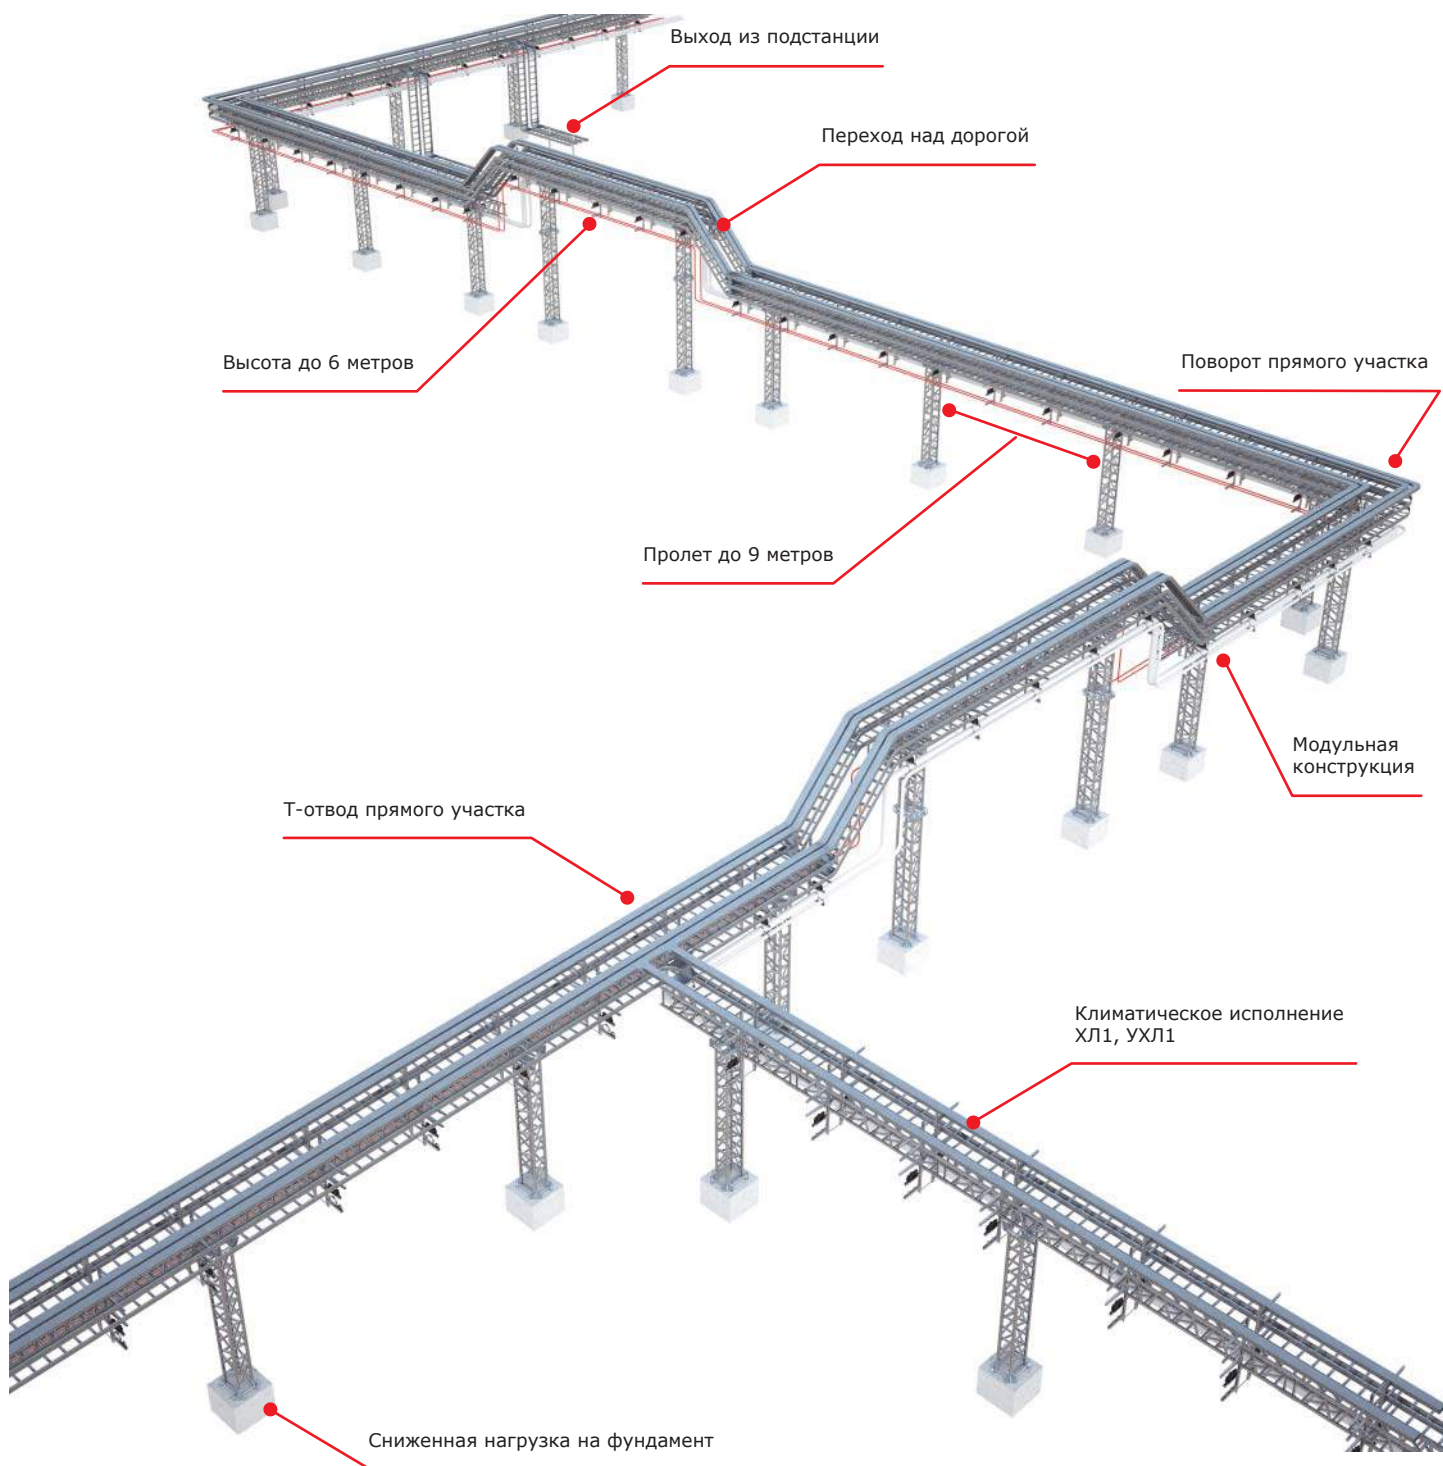 Выход из подстанции
Переход над дорогой
Высота до 6 метров
Поворот прямого участка
Пролет до 9 метров
Модульная
конструкция
Т-отвод прямого участка
Климатическое исполнение
ХЛ1, УХЛ1
Сниженная нагрузка на фундамент